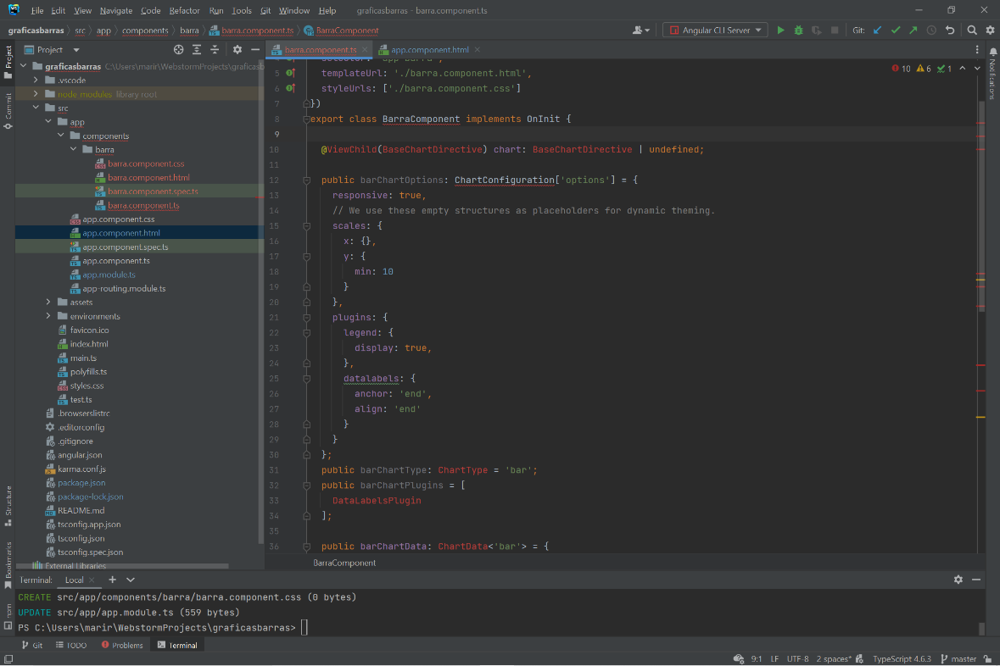 File Edit View Navigate Code Refactor Run Tools Git Window Help graficasbarras - barra.component.ts
graficasbarras src app components barra barra.component.ts BarraComponent Angular CLI Server Git:
Project barra.component.ts app.component.html
Project
Commit
Structure
Bookmarks
npm
Notifications
graficasbarras C:\Users\marir\WebstormProjects\graficasb
.vscode
node_modules library root
src
app
components
barra
barra.component.css
barra.component.html
barra.component.spec.ts
barra.component.ts
app.component.css
app.component.html
app.component.spec.ts
app.component.ts
app.module.ts
app-routing.module.ts
assets
environments
favicon.ico
index.html
main.ts
polyfills.ts
styles.css
test.ts
.browserslistrc
.editorconfig
.gitignore
angular.json
karma.conf.js
package.json
package-lock.json
README.md
tsconfig.app.json
tsconfig.json
tsconfig.spec.json
External Libraries
10 6 1
5 templateUrl: './barra.component.html',
6 styleUrls: ['./barra.component.css']
7 })
8 export class BarraComponent implements OnInit {
9
10 @ViewChild(BaseChartDirective) chart: BaseChartDirective | undefined;
11
12 public barChartOptions: ChartConfiguration['options'] = {
13 responsive: true,
14 // We use these empty structures as placeholders for dynamic theming.
15 scales: {
16 x: {},
17 y: {
18 min: 10
19 }
20 },
21 plugins: {
22 legend: {
23 display: true,
24 },
25 datalabels: {
26 anchor: 'end',
27 align: 'end'
28 }
29 }
30 };
31 public barChartType: ChartType = 'bar';
32 public barChartPlugins = [
33 DataLabelsPlugin
34 ];
35
36 public barChartData: ChartData<'bar'> = {
BarraComponent
Terminal: Local
CREATE src/app/components/barra/barra.component.css (0 bytes)
UPDATE src/app/app.module.ts (559 bytes)
PS C:\Users\marir\WebstormProjects\graficasbarras>
Git TODO Problems Terminal
9:1 LF UTF-8 2 spaces* TypeScript 4.6.3 master